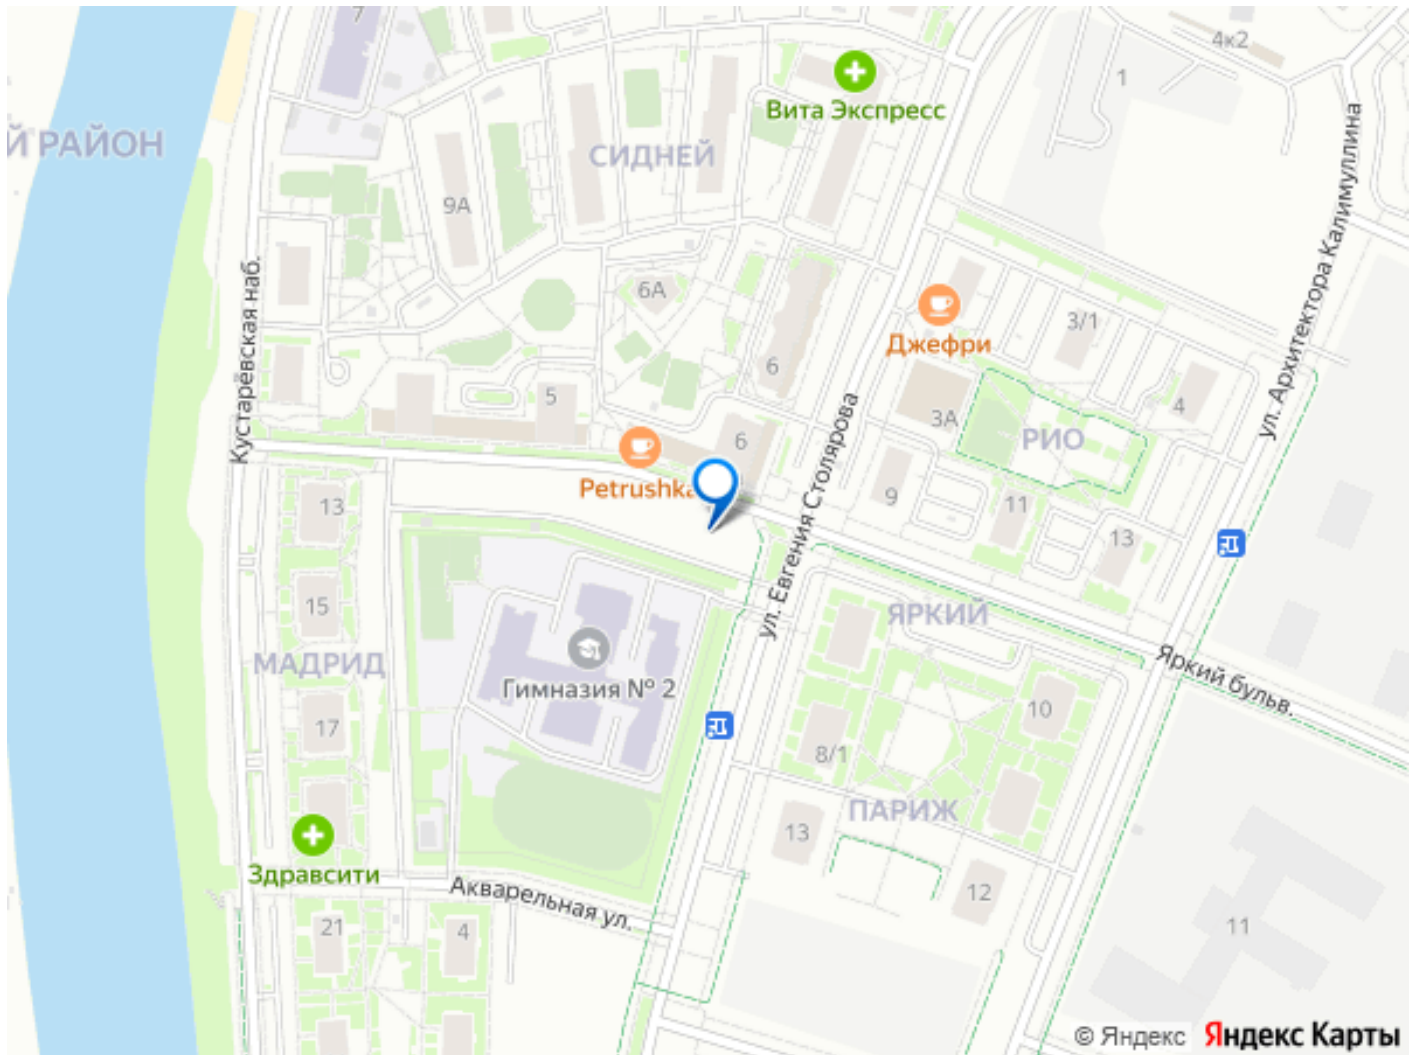 7
4к2
1
Вита Экспресс
Й РАЙОН
СИДНЕЙ
9А
ул. Архитектора Калимуллина
Кустарёвская наб.
6А
Джефри
3/1
6
5
3А
4
РИО
6
Petrushka
ул. Евгения Столярова
9
11
13
13
15
ЯРКИЙ
МАДРИД
Гимназия № 2
Яркий бульв.
17
10
8/1
ПАРИЖ
13
Здравсити
Акварельная ул.
12
21
4
11
© Яндекс Яндекс Карты